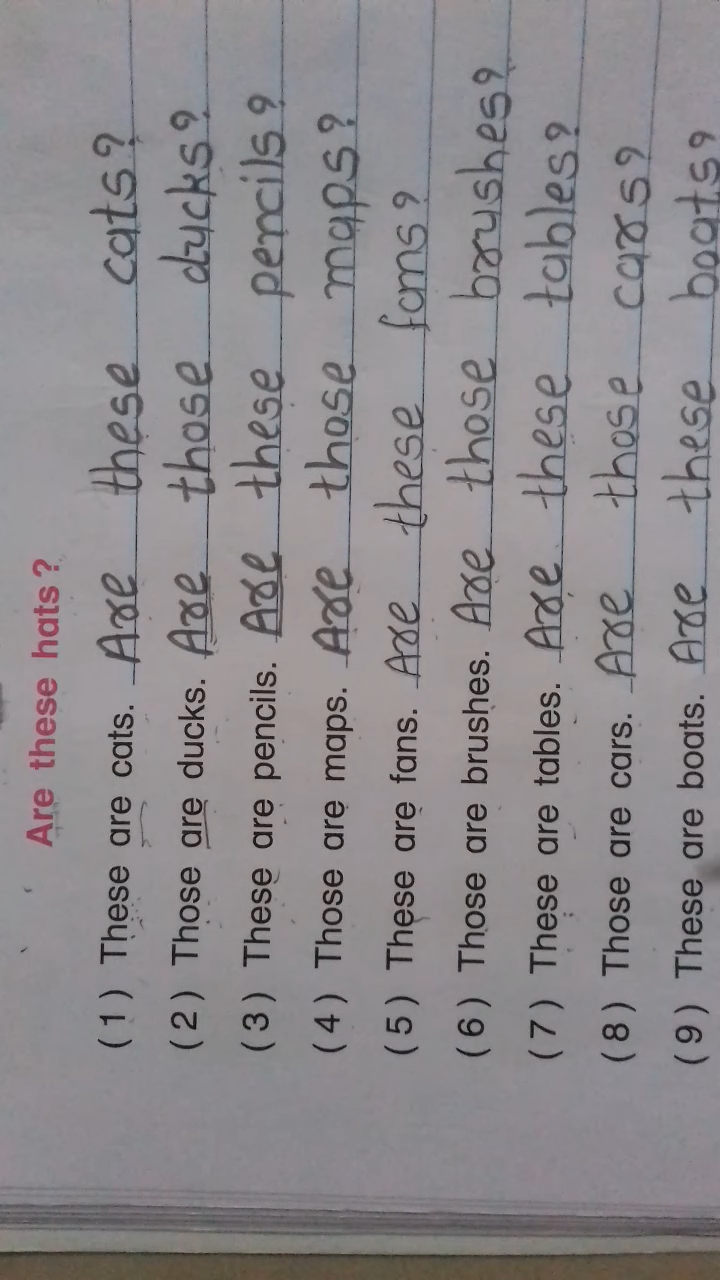 Are these hats?
(1) These are cats. Are these cats?
(2) Those are ducks. Are those ducks?
(3) These are pencils. Are these pencils?
(4) Those are maps. Are those maps?
(5) These are fans. Are these fans?
(6) Those are brushes. Are those brushes?
(7) These are tables. Are these tables?
(8) Those are cars. Are those cars?
(9) These are boats. Are these boats?